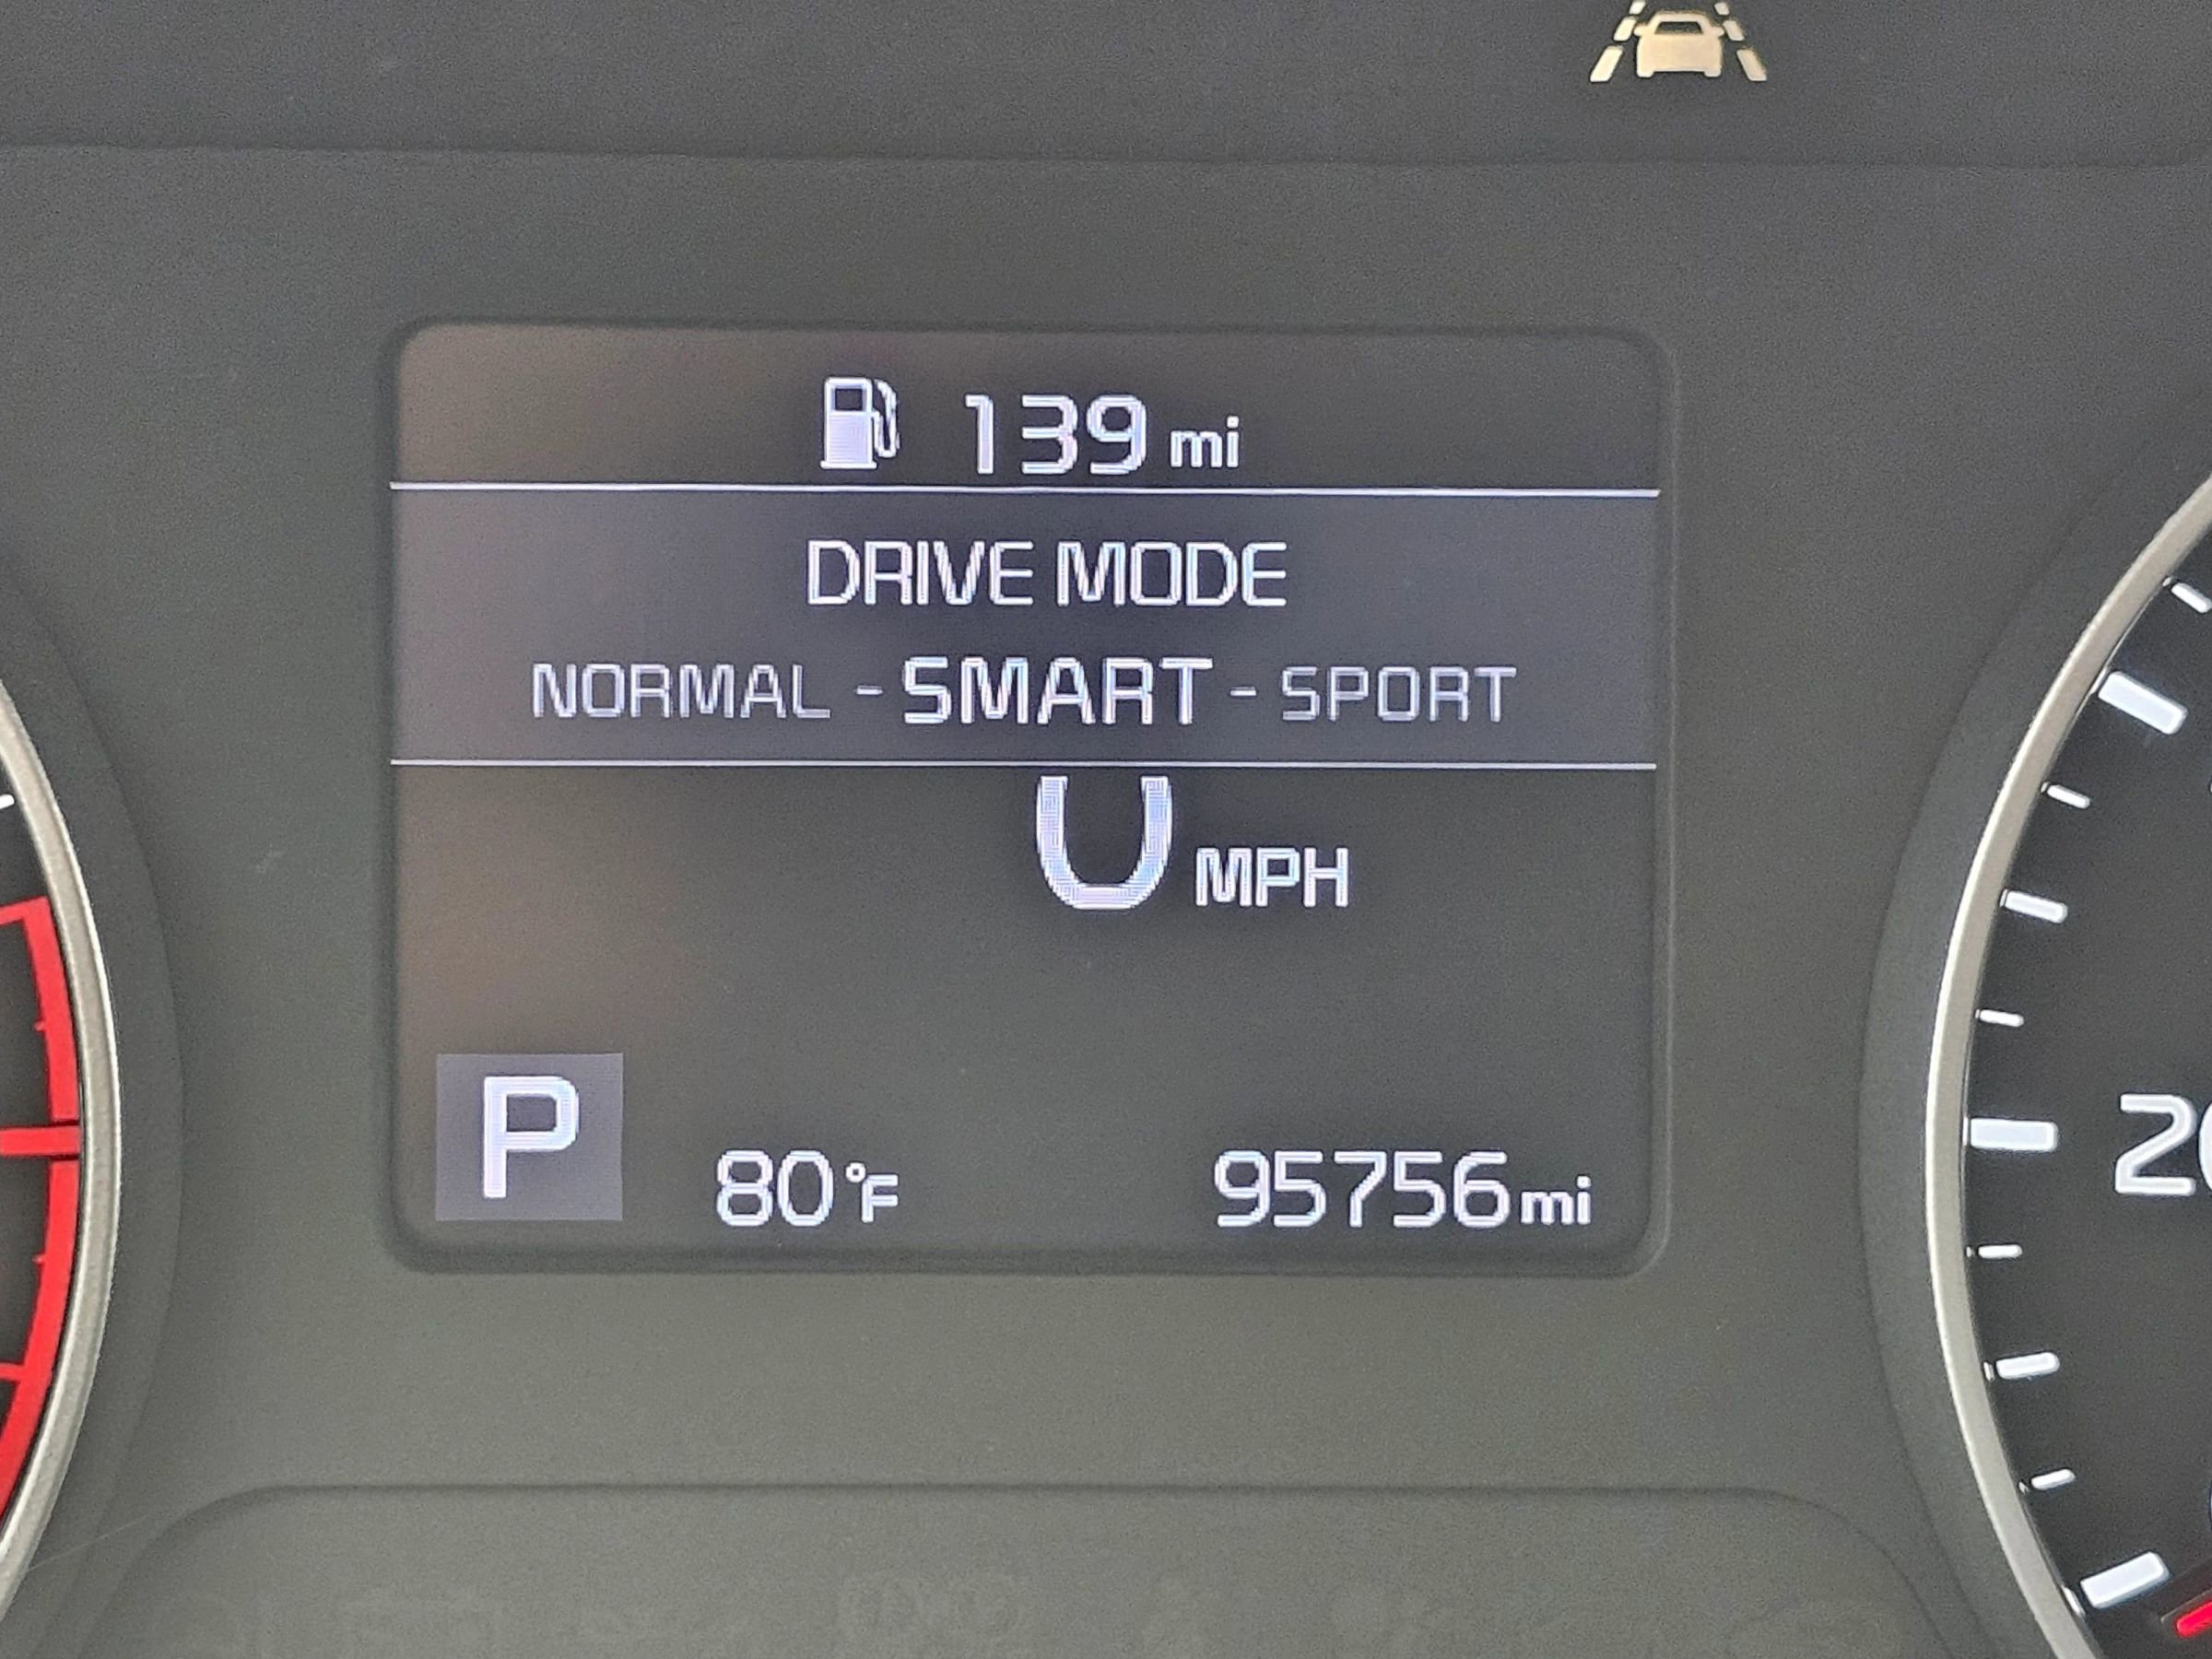 139 mi
DRIVE MODE
NORMAL - SMART - SPORT
0 MPH
P
80°F
95756 mi